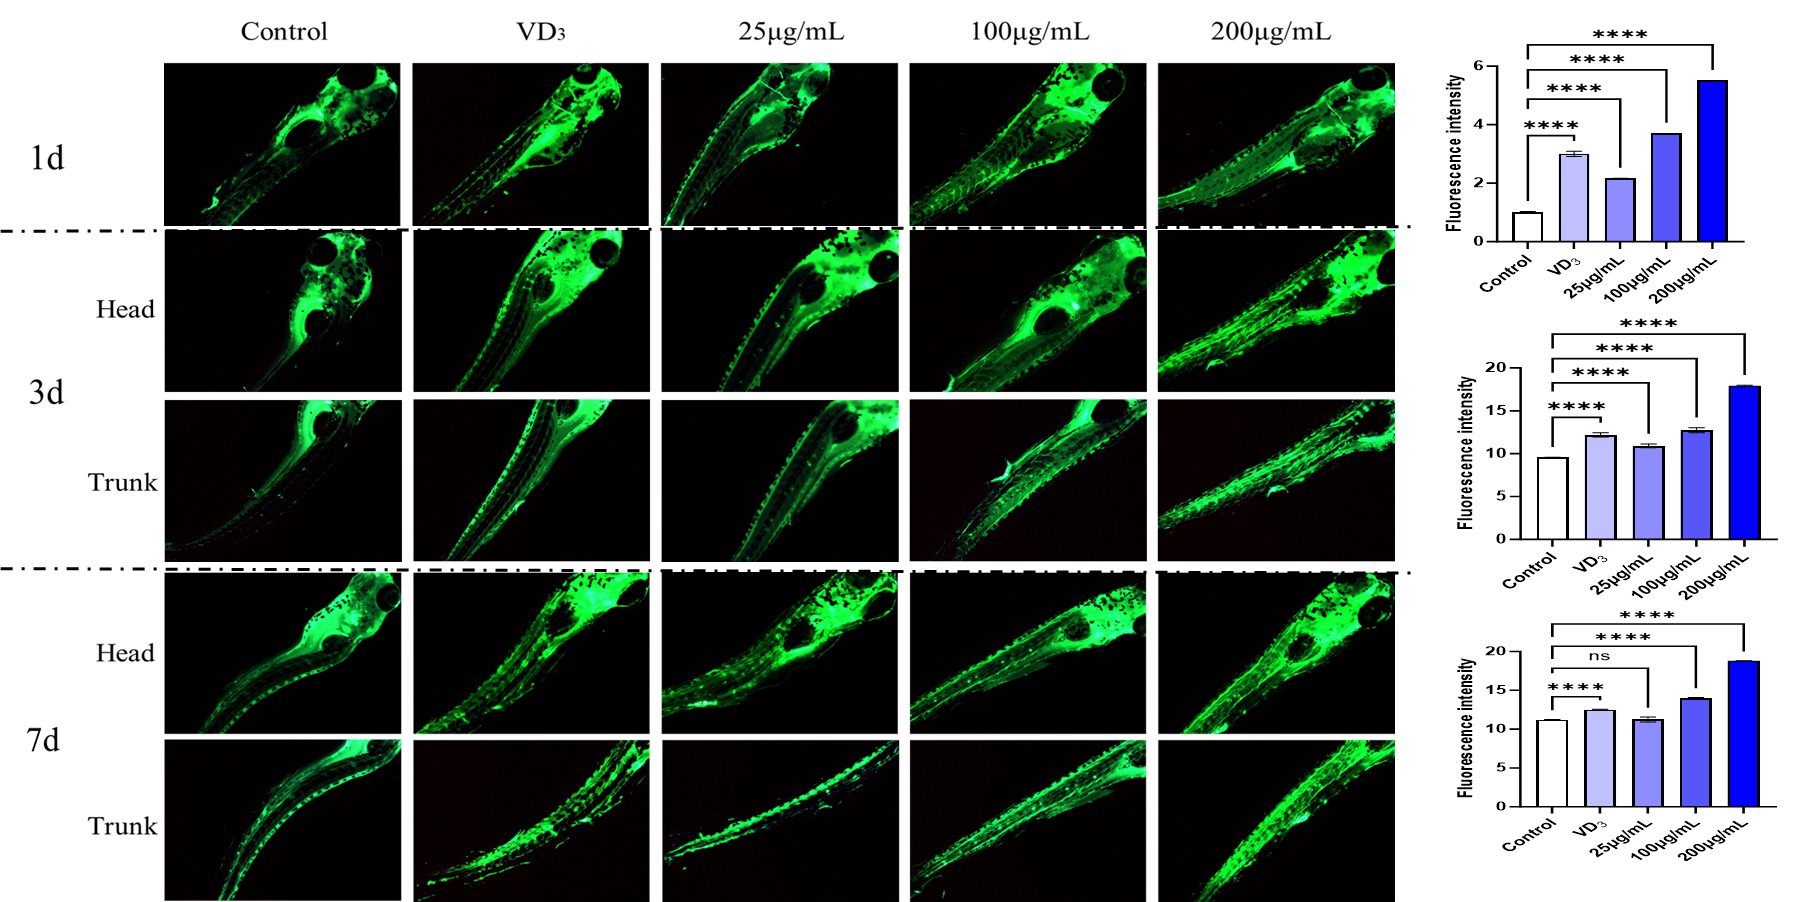 Control VD₃ 25μg/mL 100μg/mL 200μg/mL
1d
3d
Head
Trunk
7d
Head
Trunk
****
****
****
****
Fluorescence intensity
6
4
2
0
Control VD₃ 25μg/mL 100μg/mL 200μg/mL
****
****
****
****
Fluorescence intensity
20
15
10
5
0
Control VD₃ 25μg/mL 100μg/mL 200μg/mL
****
****
ns
****
Fluorescence intensity
20
15
10
5
0
Control VD₃ 25μg/mL 100μg/mL 200μg/mL